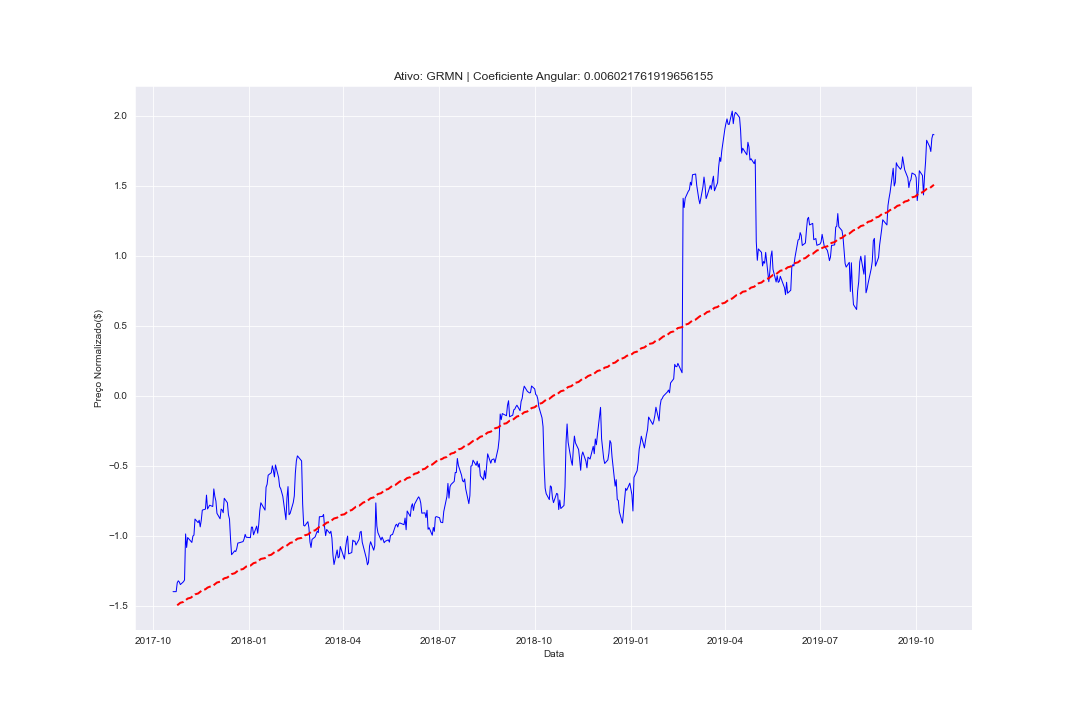 Ativo: GRMN | Coeficiente Angular: 0.006021761919656155
2.0
1.5
1.0
0.5
0.0
−0.5
−1.0
−1.5
Preço Normalizado($)
2017-10 2018-01 2018-04 2018-07 2018-10 2019-01 2019-04 2019-07 2019-10
Data